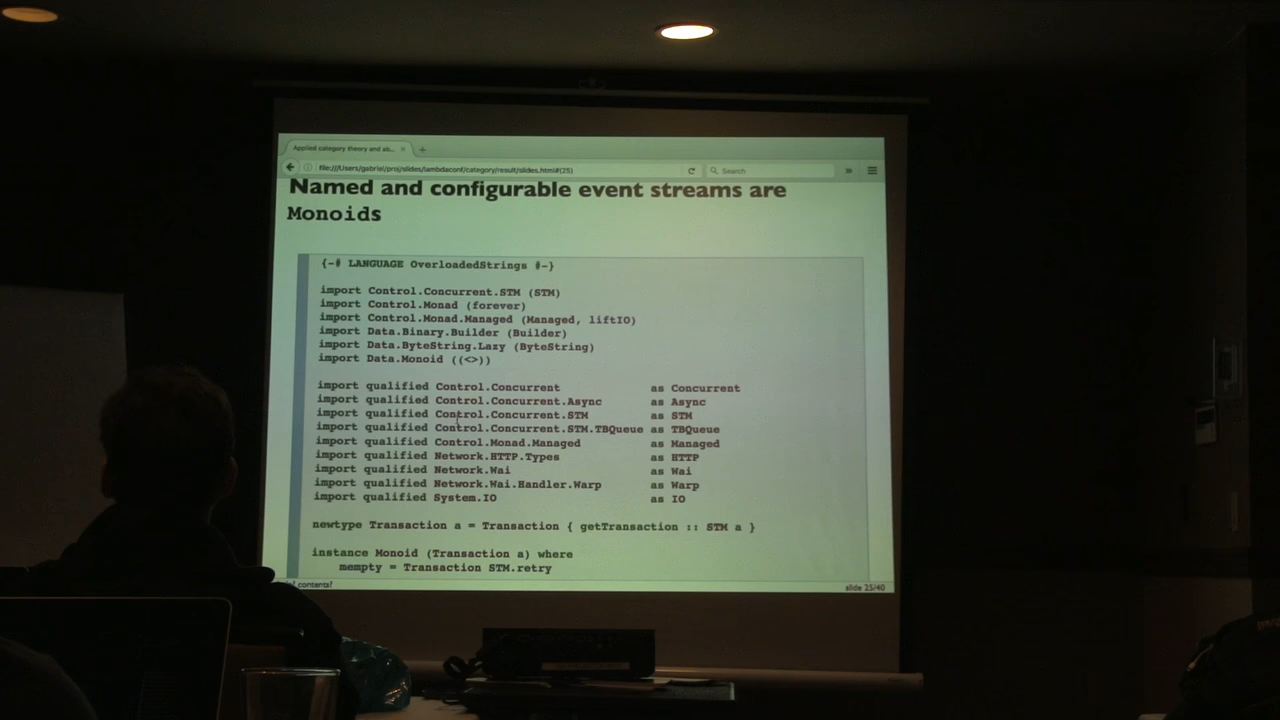 Applied category theory and ab...
file:///Users/gabriel/proj/slides/lambdaconf/category/result/slides.html#(25)
Search
Named and configurable event streams are
Monoids
{-# LANGUAGE OverloadedStrings #-}
import Control.Concurrent.STM (STM)
import Control.Monad (forever)
import Control.Monad.Managed (Managed, liftIO)
import Data.Binary.Builder (Builder)
import Data.ByteString.Lazy (ByteString)
import Data.Monoid ((<>))
import qualified Control.Concurrent as Concurrent
import qualified Control.Concurrent.Async as Async
import qualified Control.Concurrent.STM as STM
import qualified Control.Concurrent.STM.TBQueue as TBQueue
import qualified Control.Monad.Managed as Managed
import qualified Network.HTTP.Types as HTTP
import qualified Network.Wai as Wai
import qualified Network.Wai.Handler.Warp as Warp
import qualified System.IO as IO
newtype Transaction a = Transaction { getTransaction :: STM a }
instance Monoid (Transaction a) where
mempty = Transaction STM.retry
contents?
slide 25/40